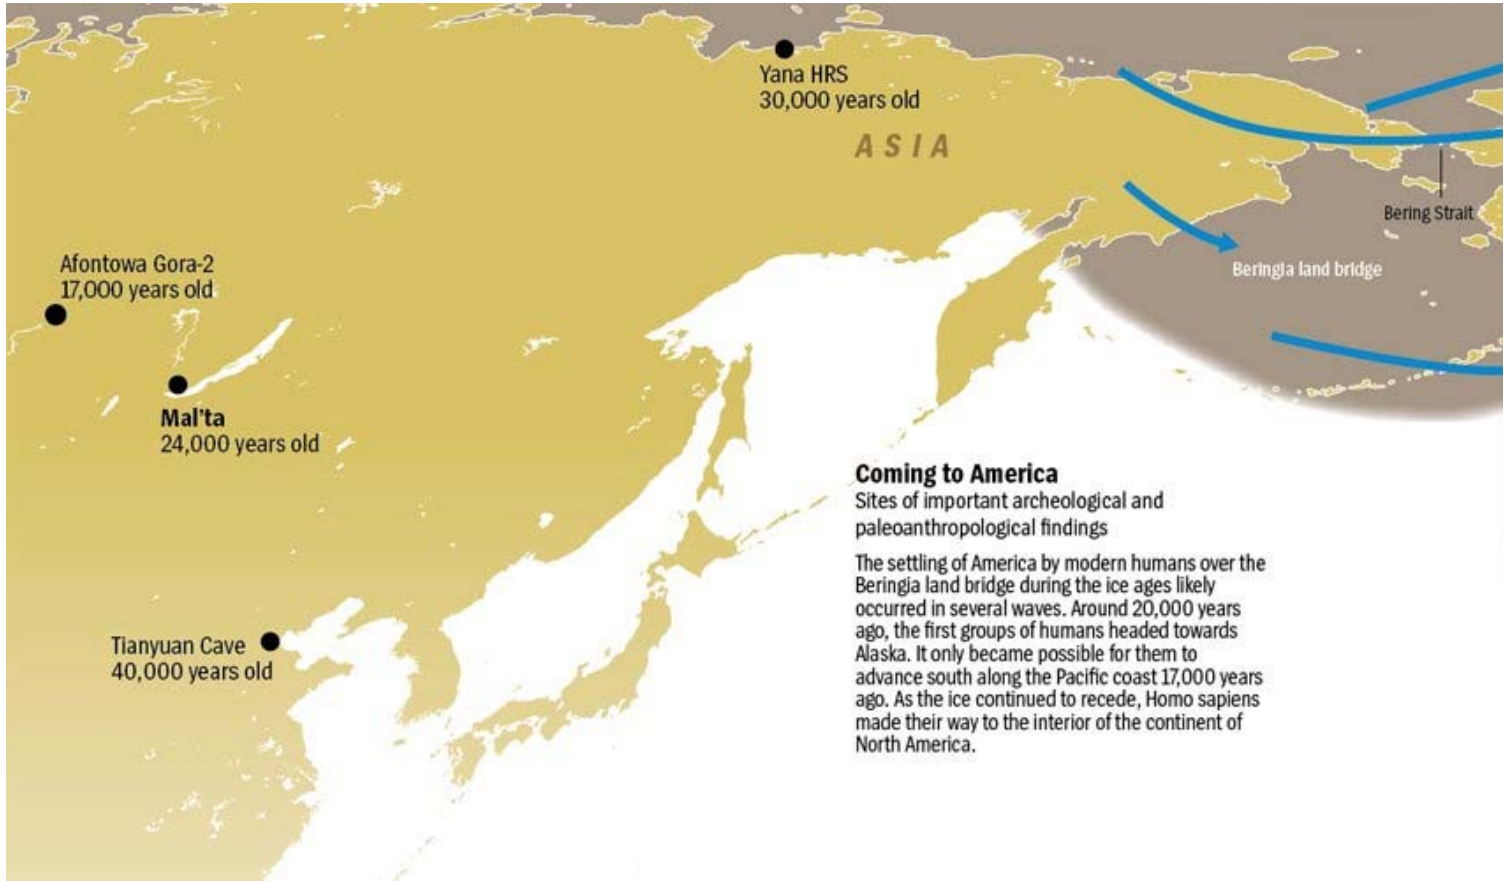 Yana HRS
30,000 years old
ASIA
Bering Strait
Afontowa Gora-2
17,000 years old
Beringia land bridge
Mal'ta
24,000 years old
Coming to America
Sites of important archeological and
paleoanthropological findings
The settling of America by modern humans over the
Beringia land bridge during the ice ages likely
occurred in several waves. Around 20,000 years
ago, the first groups of humans headed towards
Alaska. It only became possible for them to
advance south along the Pacific coast 17,000 years
ago. As the ice continued to recede, Homo sapiens
made their way to the interior of the continent of
North America.
Tianyuan Cave
40,000 years old